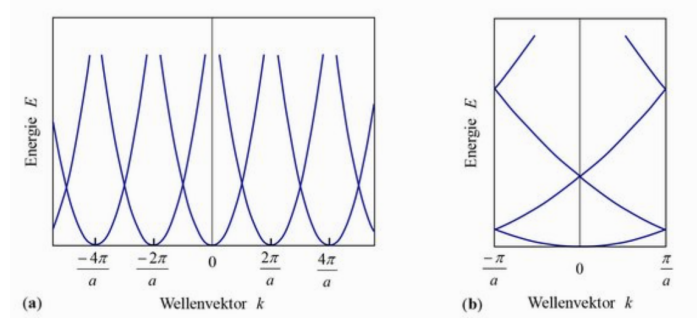 Energie E
-4π/a
-2π/a
0
2π/a
4π/a
(a)
Wellenvektor k
Energie E
-π/a
0
π/a
(b)
Wellenvektor k